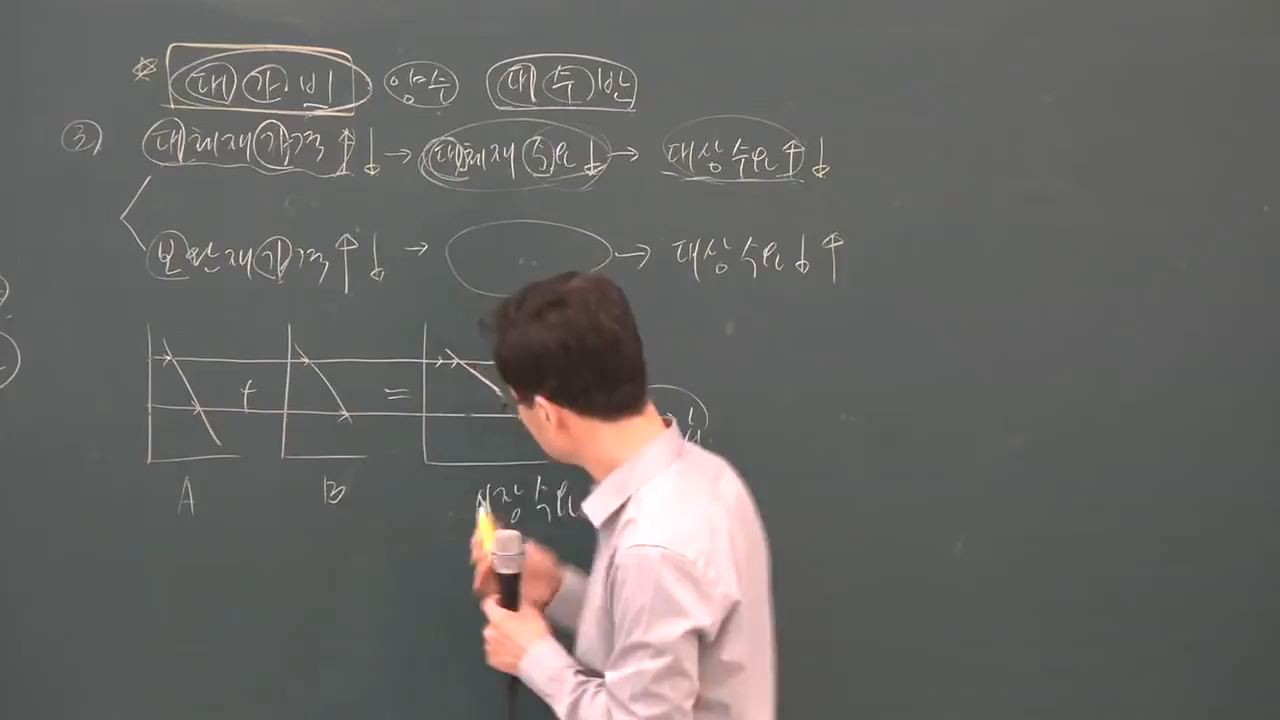 ☆ 대 가 비 양수 대 수 반
③ 대체재 가격 ↑ ↓ → 대체재 수요 ↓ → 대상 수요 ↑ ↓
보완재 가격 ↑ ↓ → → 대상 수요 ↓ ↑
+ =
A B 시장 수요